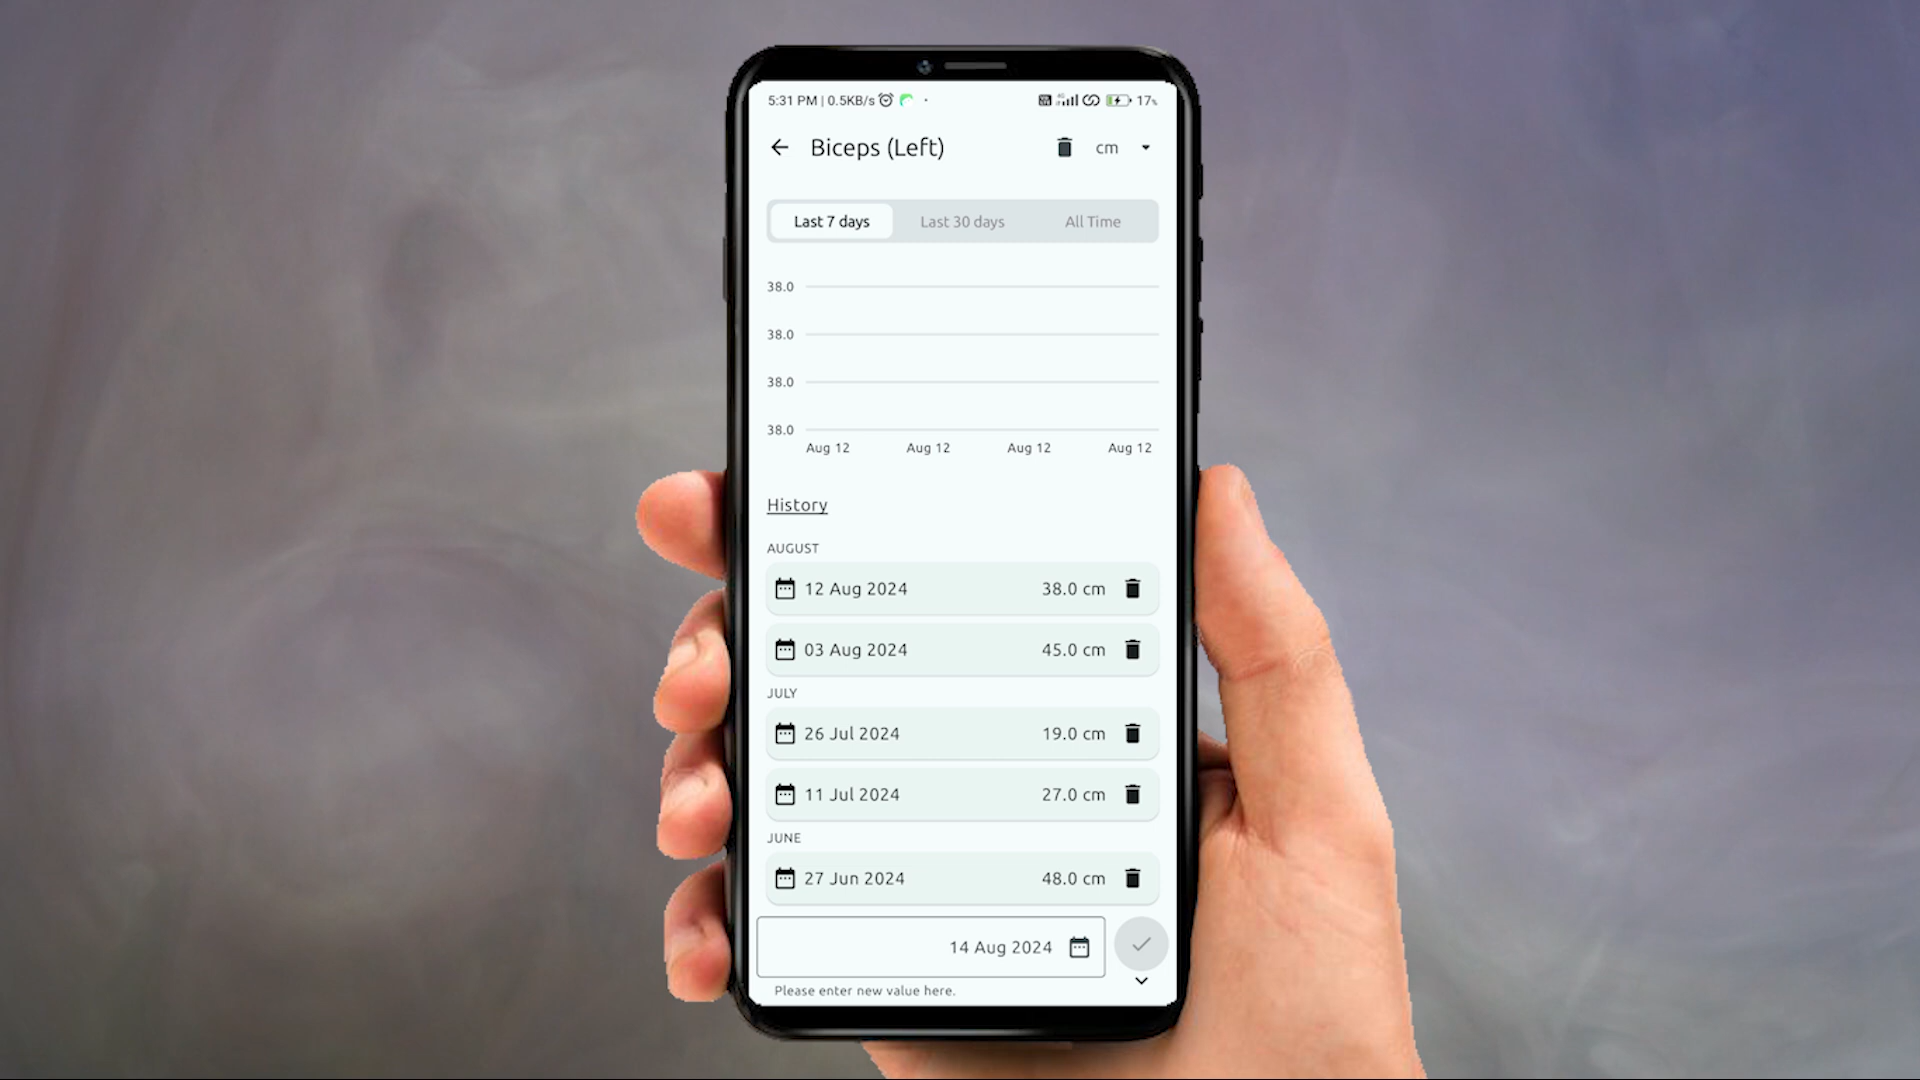 5:31 PM | 0.5KB/s 4G 17%
Biceps (Left) cm
Last 7 days Last 30 days All Time
38.0
38.0
38.0
38.0
Aug 12 Aug 12 Aug 12 Aug 12
History
AUGUST
12 Aug 2024 38.0 cm
03 Aug 2024 45.0 cm
JULY
26 Jul 2024 19.0 cm
11 Jul 2024 27.0 cm
JUNE
27 Jun 2024 48.0 cm
14 Aug 2024
Please enter new value here.